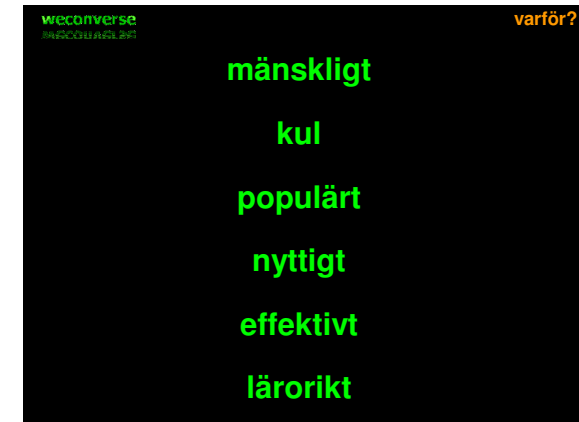 weconverse
varför?
mänskligt
kul
populärt
nyttigt
effektivt
lärorikt